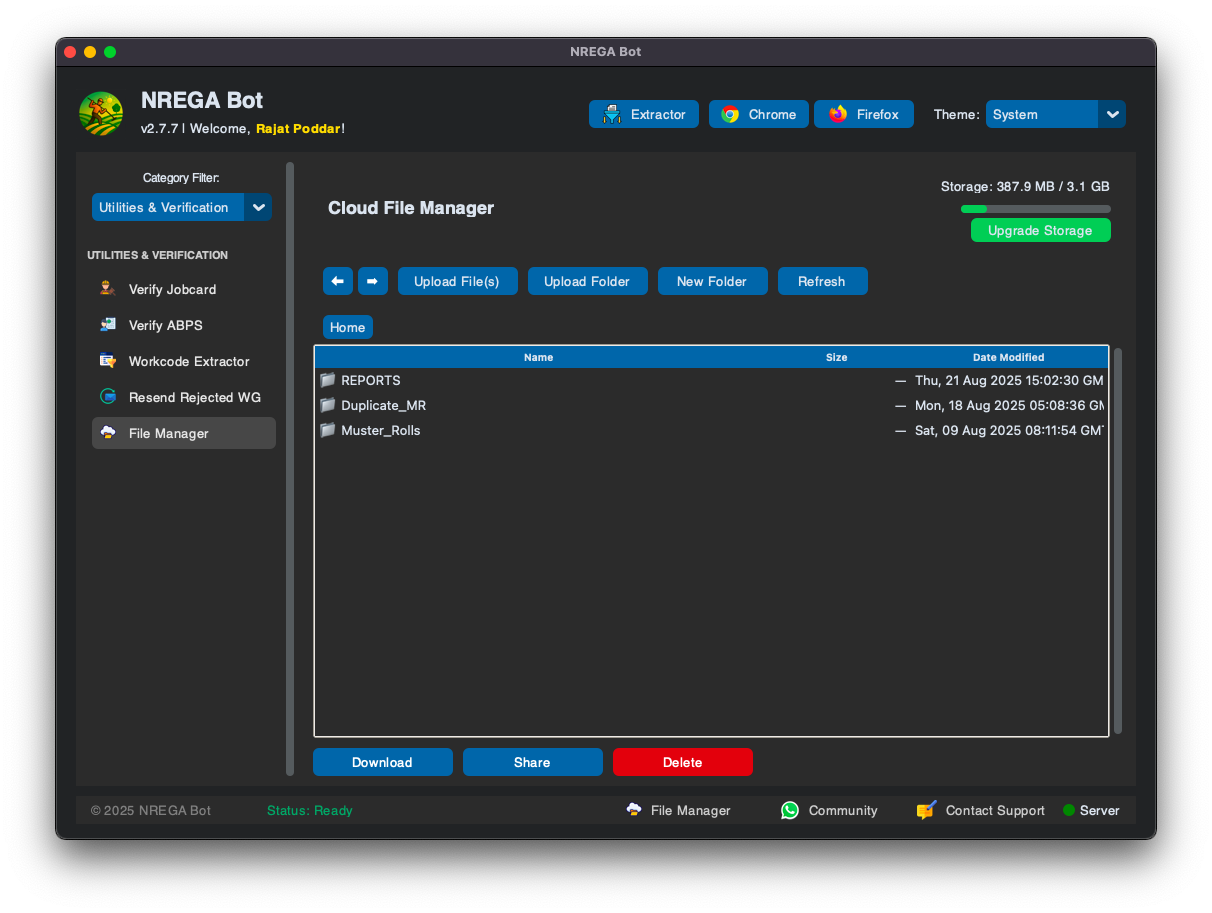 NREGA Bot
NREGA Bot
v2.7.7 | Welcome, Rajat Poddar!
Extractor
Chrome
Firefox
Theme:
System
Category Filter:
Utilities & Verification
UTILITIES & VERIFICATION
Verify Jobcard
Verify ABPS
Workcode Extractor
Resend Rejected WG
File Manager
Cloud File Manager
Storage: 387.9 MB / 3.1 GB
Upgrade Storage
Upload File(s)
Upload Folder
New Folder
Refresh
Home
Name Size Date Modified
REPORTS — Thu, 21 Aug 2025 15:02:30 GM
Duplicate_MR — Mon, 18 Aug 2025 05:08:36 GM
Muster_Rolls — Sat, 09 Aug 2025 08:11:54 GMT
Download
Share
Delete
© 2025 NREGA Bot
Status: Ready
File Manager
Community
Contact Support
Server